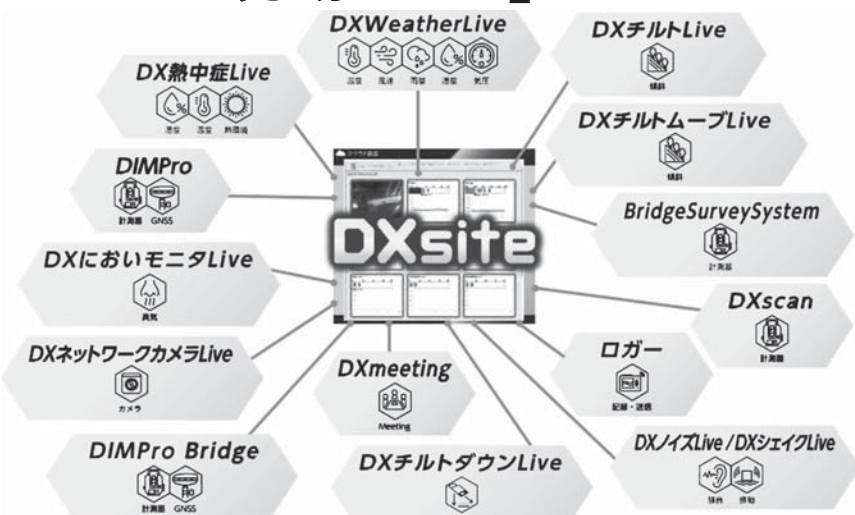 DXWeatherLive
温度 風速 雨量 湿度 気圧
DXチルトLive
傾斜
DX熱中症Live
湿度 温度 熱環境
DXチルトムーブLive
傾斜
DIMPro
計測器 GNSS
BridgeSurveySystem
計測器
DXsite
DXにおいモニタLive
臭気
DXscan
計測器
DXネットワークカメラLive
カメラ
DXmeeting
Meeting
ロガー
記録・送信
DIMPro Bridge
計測器 GNSS
DXチルトダウンLive
DXノイズLive/DXシェイクLive
騒音 振動